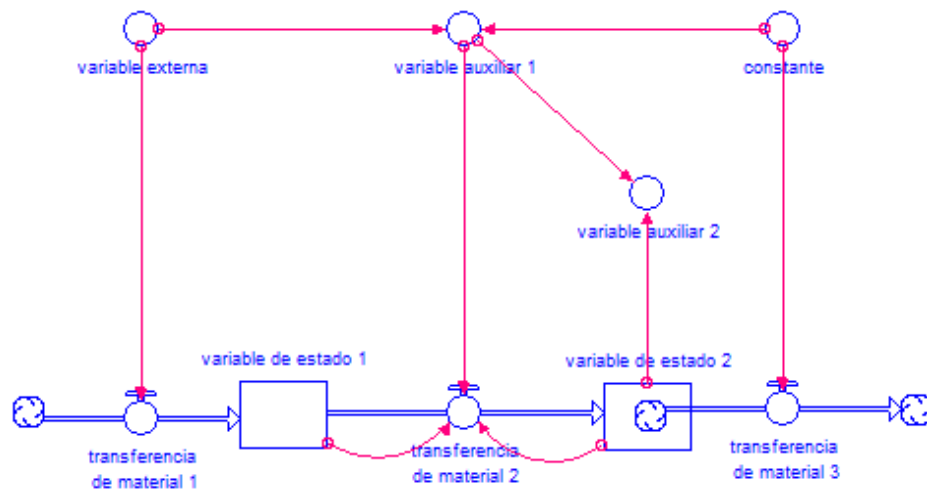 variable externa
variable auxiliar 1
constante
variable auxiliar 2
variable de estado 1
variable de estado 2
transferencia
de material 1
transferencia
de material 2
transferencia
de material 3